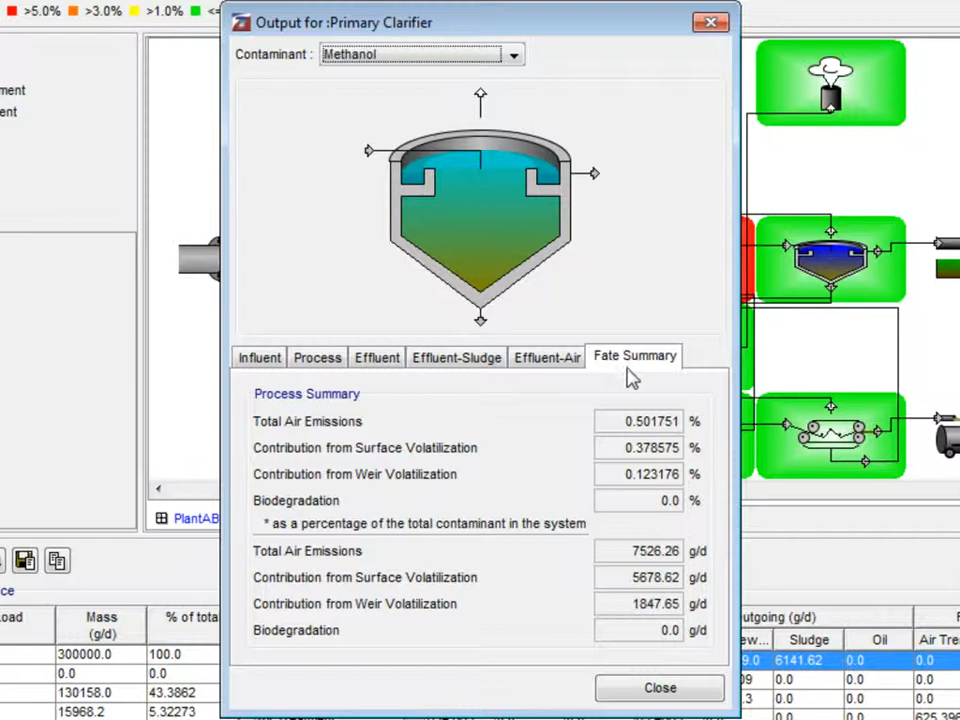 >5.0% >3.0% >1.0% <=
Output for :Primary Clarifier
Contaminant : Methanol
ment
ent
Influent Process Effluent Effluent-Sludge Effluent-Air Fate Summary
Process Summary
Total Air Emissions 0.501751 %
Contribution from Surface Volatilization 0.378575 %
Contribution from Weir Volatilization 0.123176 %
Biodegradation 0.0 %
* as a percentage of the total contaminant in the system
Total Air Emissions 7526.26 g/d
Contribution from Surface Volatilization 5678.62 g/d
Contribution from Weir Volatilization 1847.65 g/d
Biodegradation 0.0 g/d
Close
PlantAB
ce
oad Mass (g/d) % of total
300000.0 100.0
0.0 0.0
130158.0 43.3862
15968.2 5.32273
utgoing (g/d)
ew... Sludge Oil Air Tre
9.0 6141.62 0.0 0.0
09 0.0 0.0 0.0
.3 0.0 0.0 0.0